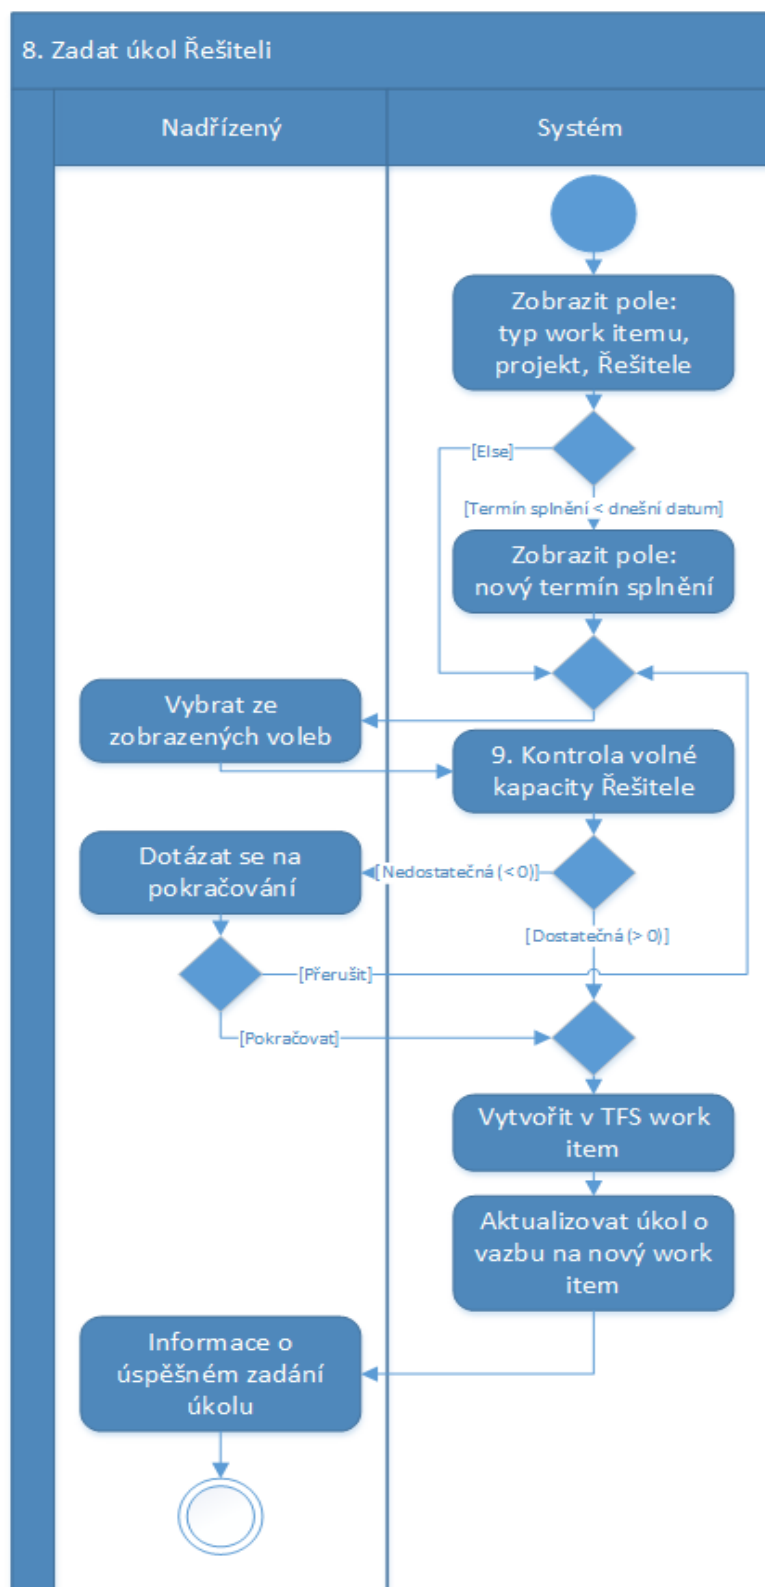 8. Zadat úkol Řešiteli
Nadřízený
Systém
Zobrazit pole:
typ work itemu,
projekt, Řešitele
[Else]
[Termín splnění < dnešní datum]
Zobrazit pole:
nový termín splnění
Vybrat ze
zobrazených voleb
9. Kontrola volné
kapacity Řešitele
Dotázat se na
pokračování
[Nedostatečná (< 0)]
[Dostatečná (> 0)]
[Přerušit]
[Pokračovat]
Vytvořit v TFS work
item
Aktualizovat úkol o
vazbu na nový work
item
Informace o
úspěšném zadání
úkolu